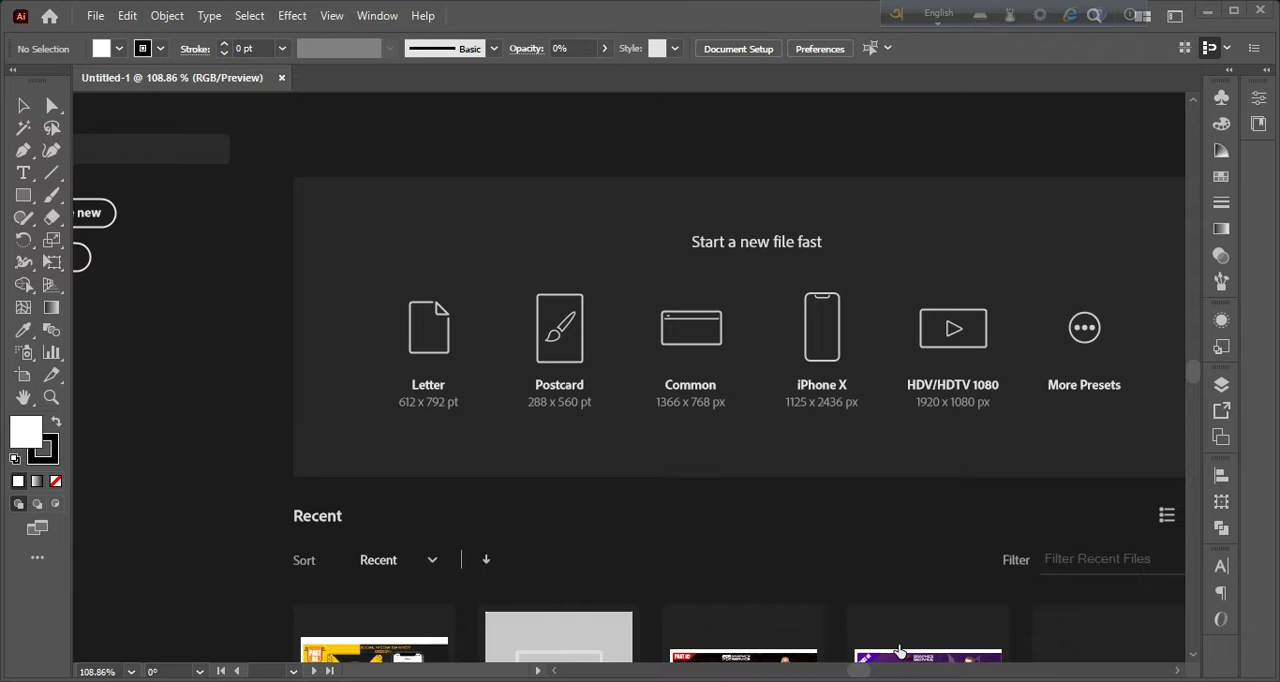 Ai File Edit Object Type Select Effect View Window Help English
No Selection Stroke: 0 pt Basic Opacity: 0% Style: Document Setup Preferences
Untitled-1 @ 108.86 % (RGB/Preview)
new
Start a new file fast
Letter Postcard Common iPhone X HDV/HDTV 1080 More Presets
612 x 792 pt 288 x 560 pt 1366 x 768 px 1125 x 2436 px 1920 x 1080 px
Recent
Sort Recent Filter Filter Recent Files
108.86% 0°